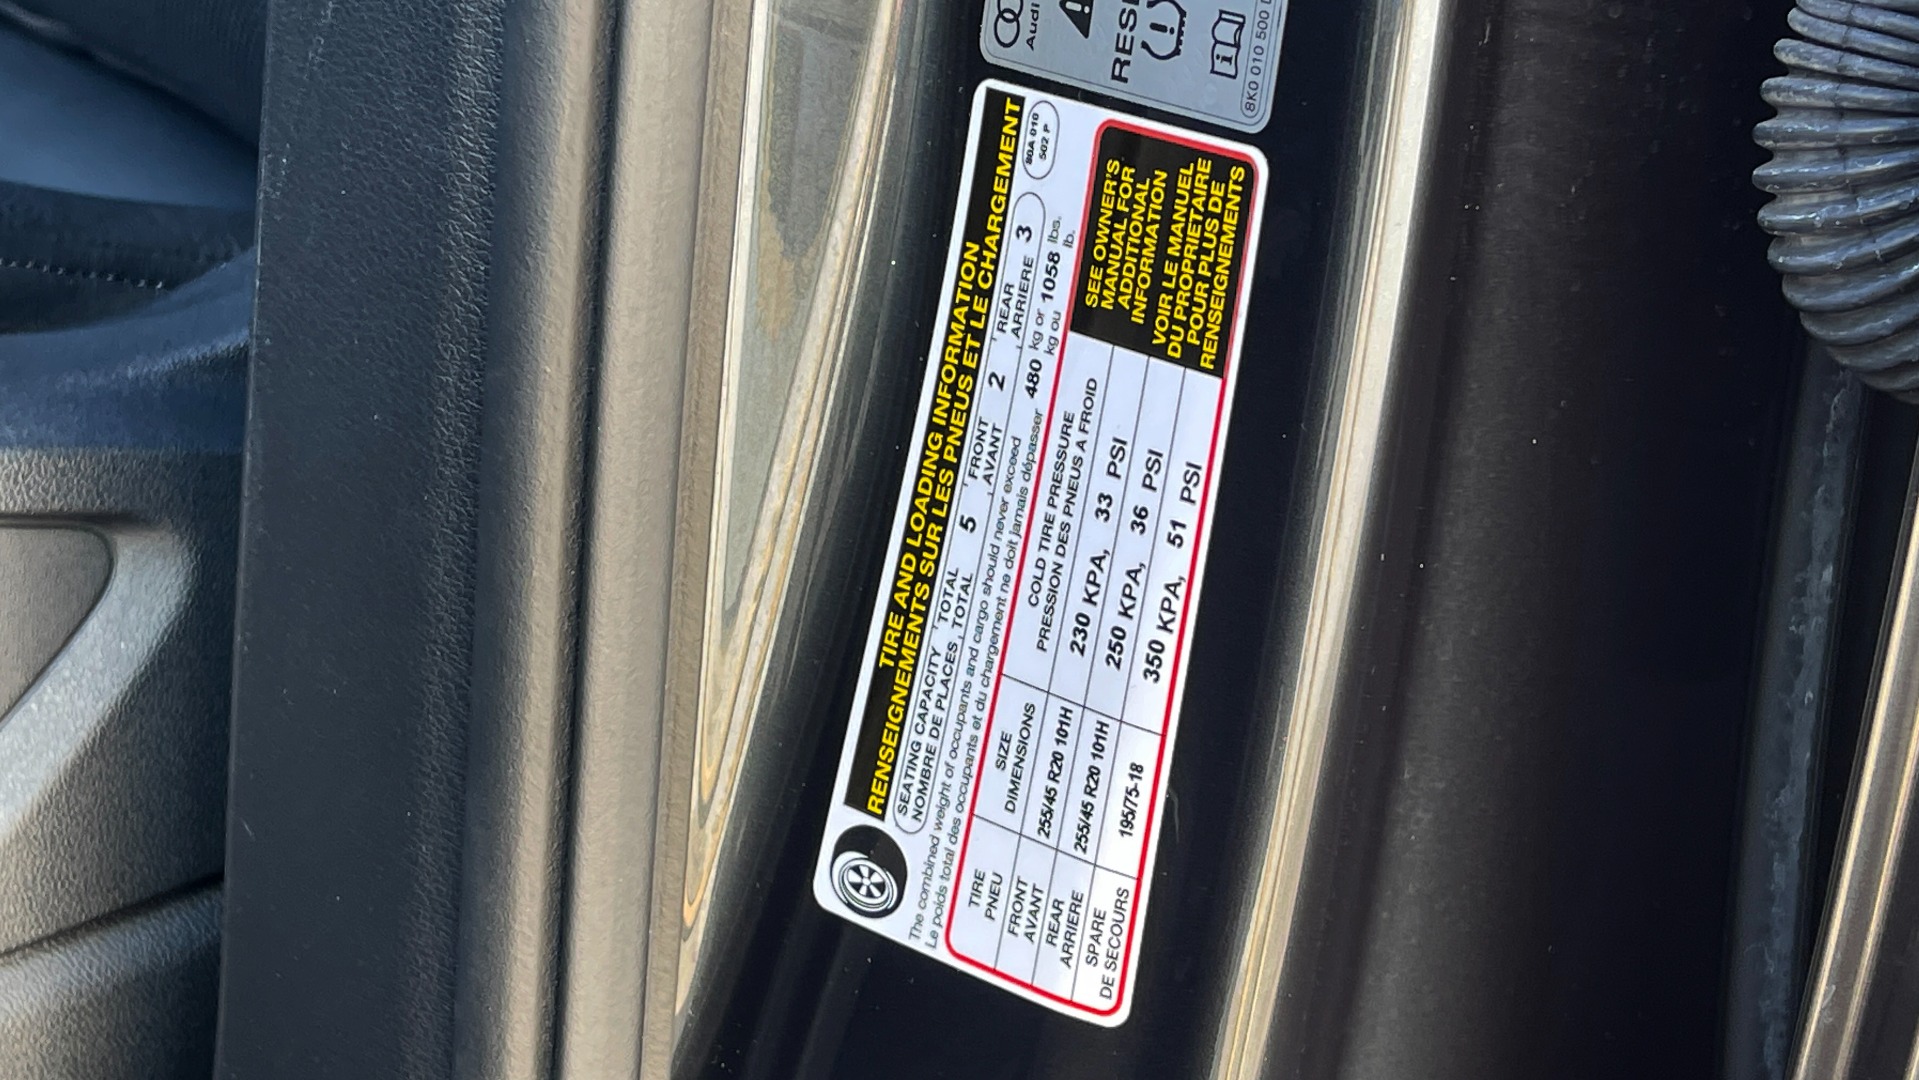 TIRE AND LOADING INFORMATION
RENSEIGNEMENTS SUR LES PNEUS ET LE CHARGEMENT
SEATING CAPACITY TOTAL 5 FRONT 2 REAR 3
NOMBRE DE PLACES TOTAL AVANT ARRIERE
80A 010
502 P
The combined weight of occupants and cargo should never exceed 480 kg or 1058 lbs.
Le poids total des occupants et du chargement ne doit jamais dépasser kg ou lb.
TIRE SIZE COLD TIRE PRESSURE
PNEU DIMENSIONS PRESSION DES PNEUS A FROID
FRONT
AVANT 255/45 R20 101H 230 KPA, 33 PSI
REAR
ARRIERE 255/45 R20 101H 250 KPA, 36 PSI
SPARE
DE SECOURS 195/75-18 350 KPA, 51 PSI
SEE OWNER'S
MANUAL FOR
ADDITIONAL
INFORMATION
VOIR LE MANUEL
DU PROPRIETAIRE
POUR PLUS DE
RENSEIGNEMENTS
Audi
8K0 010 500